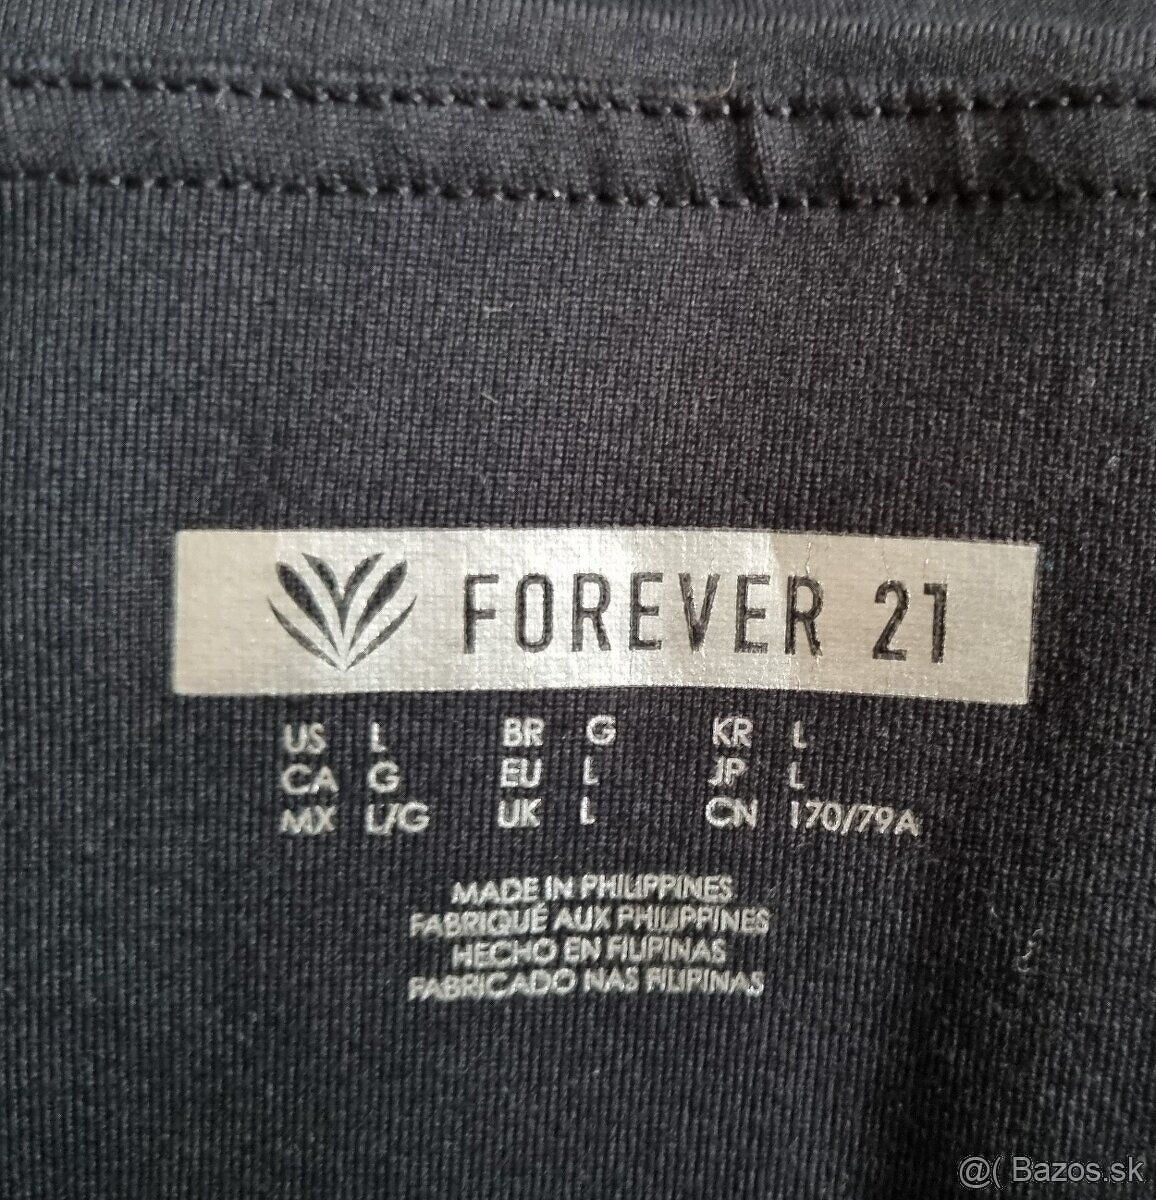 FOREVER 21
US L BR G KR L
CA G EU L JP L
MX L/G UK L CN 170/79A
MADE IN PHILIPPINES
FABRIQUÉ AUX PHILIPPINES
HECHO EN FILIPINAS
FABRICADO NAS FILIPINAS
@( Bazos.sk